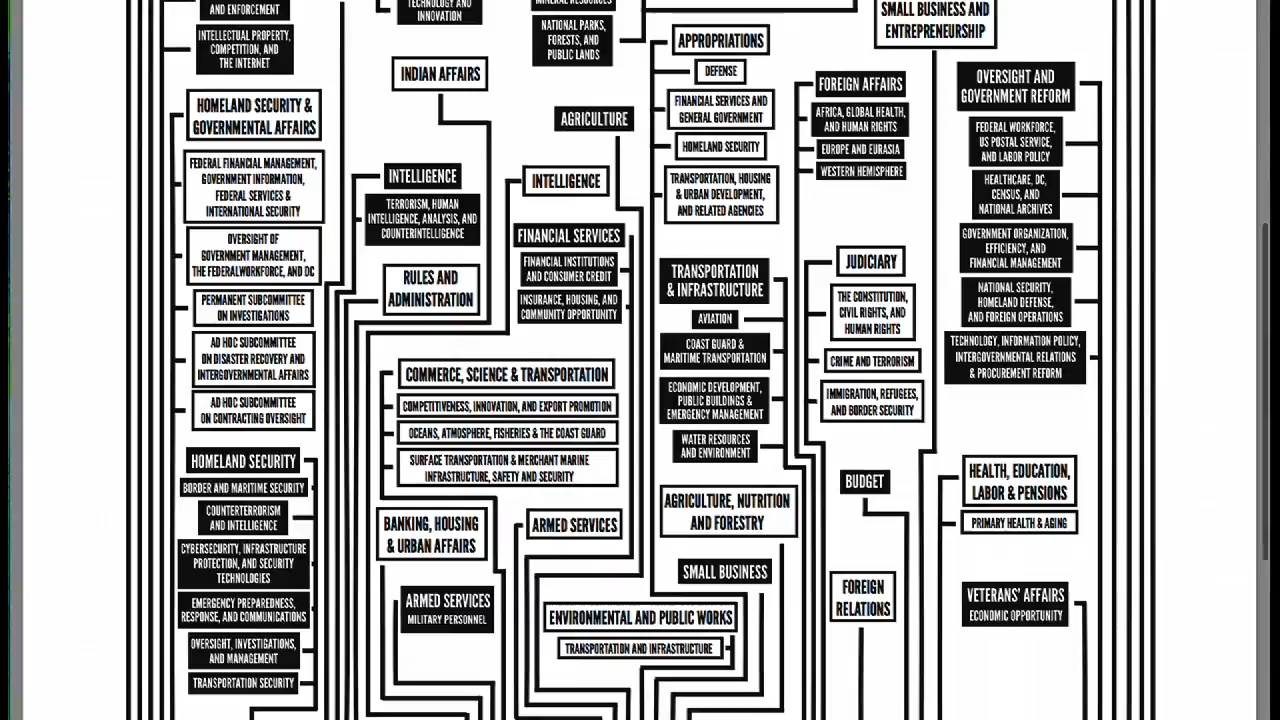 AND ENFORCEMENT
INTELLECTUAL PROPERTY,
COMPETITION, AND
THE INTERNET
HOMELAND SECURITY &
GOVERNMENTAL AFFAIRS
FEDERAL FINANCIAL MANAGEMENT,
GOVERNMENT INFORMATION,
FEDERAL SERVICES &
INTERNATIONAL SECURITY
OVERSIGHT OF
GOVERNMENT MANAGEMENT,
THE FEDERALWORKFORCE, AND DC
PERMANENT SUBCOMMITTEE
ON INVESTIGATIONS
AD HOC SUBCOMMITTEE
ON DISASTER RECOVERY AND
INTERGOVERNMENTAL AFFAIRS
AD HOC SUBCOMMITTEE
ON CONTRACTING OVERSIGHT
HOMELAND SECURITY
BORDER AND MARITIME SECURITY
COUNTERTERRORISM
AND INTELLIGENCE
CYBERSECURITY, INFRASTRUCTURE
PROTECTION, AND SECURITY
TECHNOLOGIES
EMERGENCY PREPAREDNESS,
RESPONSE, AND COMMUNICATIONS
OVERSIGHT, INVESTIGATIONS,
AND MANAGEMENT
TRANSPORTATION SECURITY
TECHNOLOGY AND
INNOVATION
INDIAN AFFAIRS
INTELLIGENCE
TERRORISM, HUMAN
INTELLIGENCE, ANALYSIS, AND
COUNTERINTELLIGENCE
RULES AND
ADMINISTRATION
COMMERCE, SCIENCE & TRANSPORTATION
COMPETITIVENESS, INNOVATION, AND EXPORT PROMOTION
OCEANS, ATMOSPHERE, FISHERIES & THE COAST GUARD
SURFACE TRANSPORTATION & MERCHANT MARINE
INFRASTRUCTURE, SAFETY AND SECURITY
BANKING, HOUSING
& URBAN AFFAIRS
ARMED SERVICES
MILITARY PERSONNEL
MINERAL RESOURCES
NATIONAL PARKS,
FORESTS, AND
PUBLIC LANDS
AGRICULTURE
INTELLIGENCE
FINANCIAL SERVICES
FINANCIAL INSTITUTIONS
AND CONSUMER CREDIT
INSURANCE, HOUSING, AND
COMMUNITY OPPORTUNITY
ARMED SERVICES
ENVIRONMENTAL AND PUBLIC WORKS
TRANSPORTATION AND INFRASTRUCTURE
APPROPRIATIONS
DEFENSE
FINANCIAL SERVICES AND
GENERAL GOVERNMENT
HOMELAND SECURITY
TRANSPORTATION, HOUSING
& URBAN DEVELOPMENT,
AND RELATED AGENCIES
TRANSPORTATION
& INFRASTRUCTURE
AVIATION
COAST GUARD &
MARITIME TRANSPORTATION
ECONOMIC DEVELOPMENT,
PUBLIC BUILDINGS &
EMERGENCY MANAGEMENT
WATER RESOURCES
AND ENVIRONMENT
AGRICULTURE, NUTRITION
AND FORESTRY
SMALL BUSINESS
SMALL BUSINESS AND
ENTREPRENEURSHIP
FOREIGN AFFAIRS
AFRICA, GLOBAL HEALTH,
AND HUMAN RIGHTS
EUROPE AND EURASIA
WESTERN HEMISPHERE
JUDICIARY
THE CONSTITUTION,
CIVIL RIGHTS, AND
HUMAN RIGHTS
CRIME AND TERRORISM
IMMIGRATION, REFUGEES,
AND BORDER SECURITY
BUDGET
FOREIGN
RELATIONS
OVERSIGHT AND
GOVERNMENT REFORM
FEDERAL WORKFORCE,
US POSTAL SERVICE,
AND LABOR POLICY
HEALTHCARE, DC,
CENSUS, AND
NATIONAL ARCHIVES
GOVERNMENT ORGANIZATION,
EFFICIENCY, AND
FINANCIAL MANAGEMENT
NATIONAL SECURITY,
HOMELAND DEFENSE,
AND FOREIGN OPERATIONS
TECHNOLOGY, INFORMATION POLICY,
INTERGOVERNMENTAL RELATIONS
& PROCUREMENT REFORM
HEALTH, EDUCATION,
LABOR & PENSIONS
PRIMARY HEALTH & AGING
VETERANS' AFFAIRS
ECONOMIC OPPORTUNITY